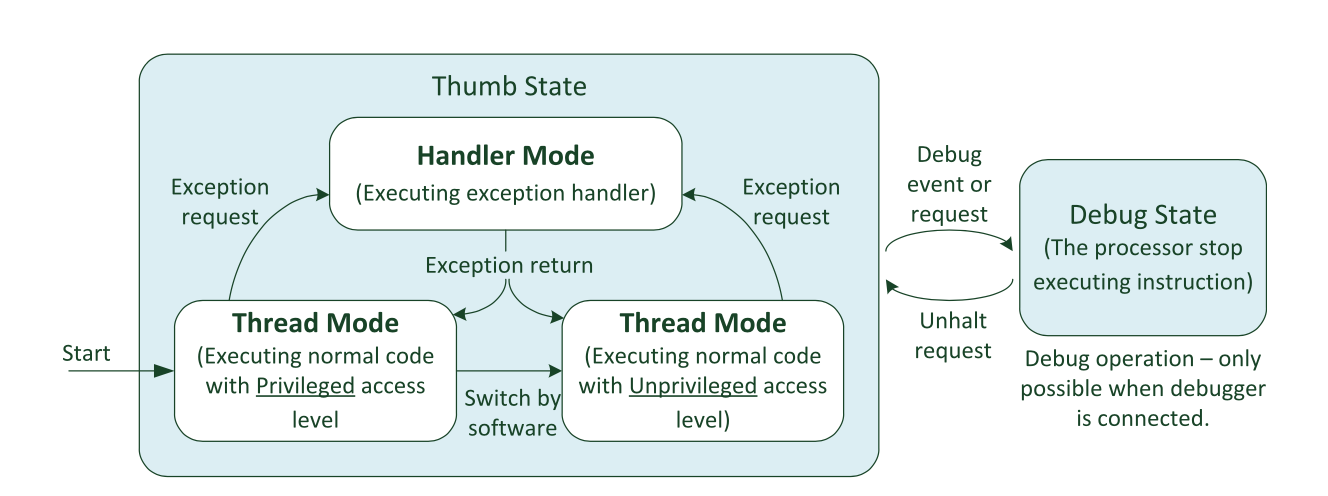 Thumb State
Handler Mode
(Executing exception handler)
Exception
request
Exception
request
Exception return
Start
Thread Mode
(Executing normal code
with Privileged access
level
Switch by
software
Thread Mode
(Executing normal code
with Unprivileged access
level)
Debug
event or
request
Unhalt
request
Debug State
(The processor stop
executing instruction)
Debug operation – only
possible when debugger
is connected.